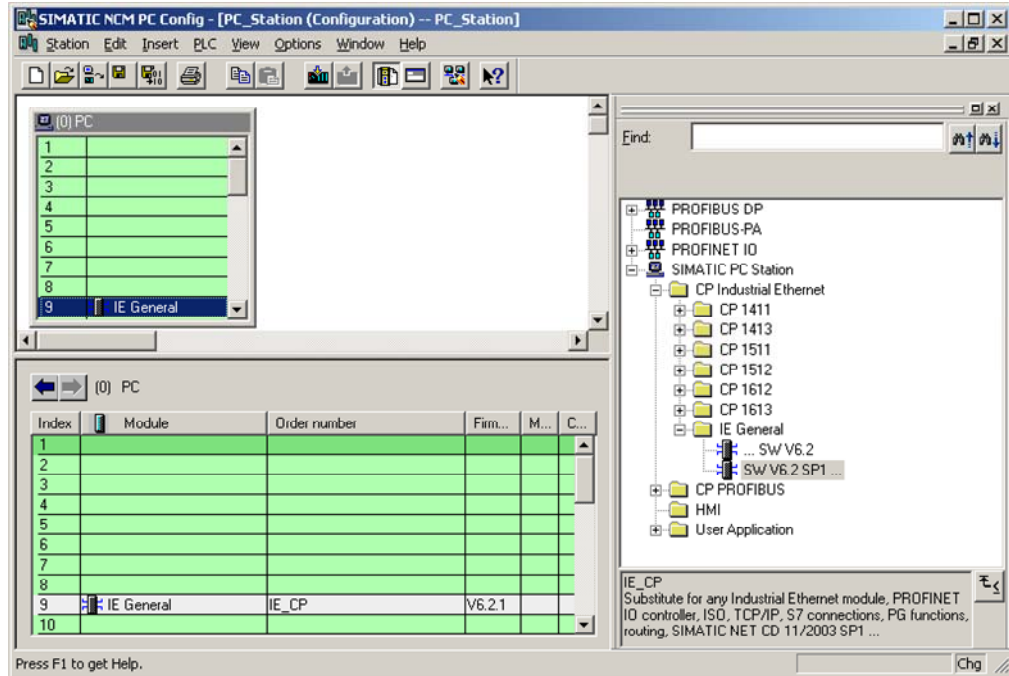 SIMATIC NCM PC Config - [PC_Station (Configuration) -- PC_Station]
Station Edit Insert PLC View Options Window Help
(0) PC
1
2
3
4
5
6
7
8
9 IE General
(0) PC
Index Module Order number Firm... M... C...
1
2
3
4
5
6
7
8
9 IE General IE_CP V6.2.1
10
Find:
PROFIBUS DP
PROFIBUS-PA
PROFINET IO
SIMATIC PC Station
CP Industrial Ethernet
CP 1411
CP 1413
CP 1511
CP 1512
CP 1612
CP 1613
IE General
... SW V6.2
SW V6.2 SP1 ...
CP PROFIBUS
HMI
User Application
IE_CP
Substitute for any Industrial Ethernet module, PROFINET
IO controller, ISO, TCP/IP, S7 connections, PG functions,
routing, SIMATIC NET CD 11/2003 SP1 ...
Press F1 to get Help.
Chg